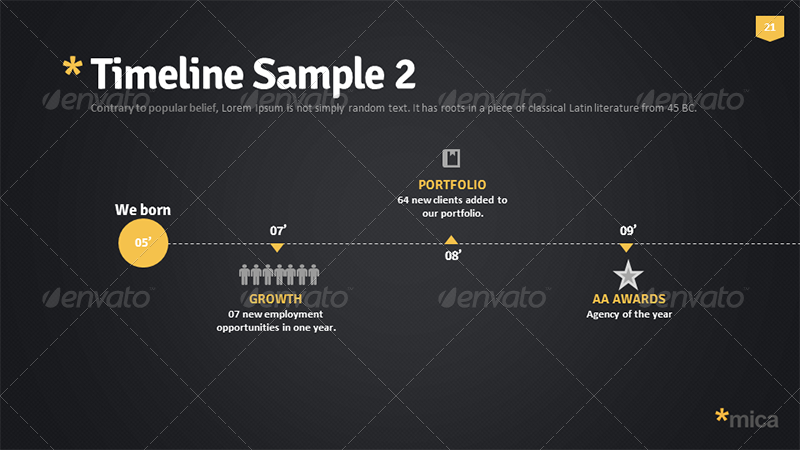 21
* Timeline Sample 2
Contrary to popular belief, Lorem Ipsum is not simply random text. It has roots in a piece of classical Latin literature from 45 BC.
envato envato envato envato
PORTFOLIO
64 new clients added to
our portfolio.
We born
05’
07’
08’
09’
GROWTH
07 new employment
opportunities in one year.
AA AWARDS
Agency of the year
envato envato envato envato
*mica